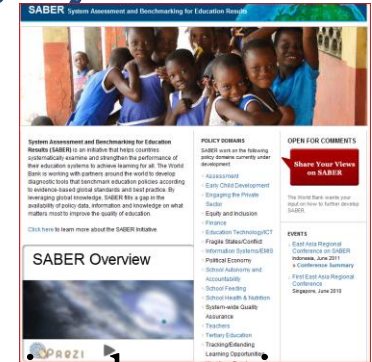 SABER System Assessment and Benchmarking for Education Results
System Assessment and Benchmarking for Education
Results (SABER) is an initiative that helps countries
systematically examine and strengthen the performance of
their education systems to achieve learning for all. The World
Bank is working with partners around the world to develop
diagnostic tools that benchmark education policies according
to evidence-based global standards and best practice. By
leveraging global knowledge, SABER fills a gap in the
availability of policy data, information and knowledge on what
matters most to improve the quality of education.
Click here to learn more about the SABER Initiative.
SABER Overview
PREZI
POLICY DOMAINS
SABER work on the following
policy domains currently under
development:
Assessment
Early Child Development
Engaging the Private
Sector
Equity and Inclusion
Finance
Education Technology/ICT
Fragile States/Conflict
Information Systems/EMIS
Political Economy
School Autonomy and
Accountability
School Feeding
School Health & Nutrition
System-wide Quality
Assurance
Teachers
Tertiary Education
Tracking/Extending
Learning Opportunities
OPEN FOR COMMENTS
Share Your Views
on SABER
The World Bank wants your
input on how to further develop
SABER.
EVENTS
East Asia Regional
Conference on SABER
Indonesia, June 2011
» Conference Summary
First East Asia Regional
Conference
Singapore, June 2010